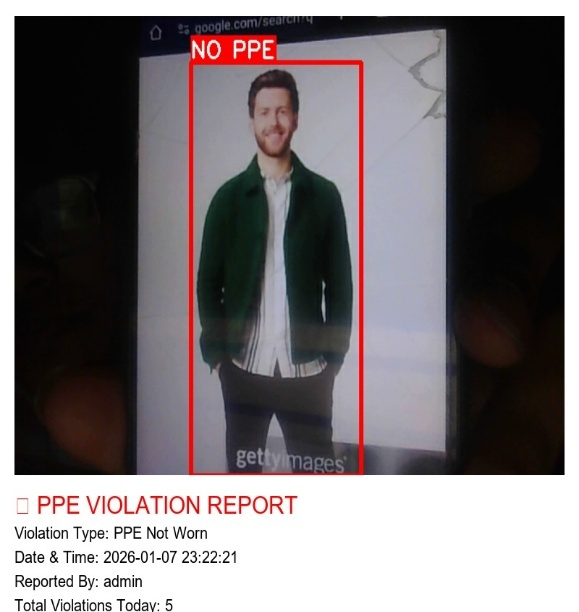 google.com/search?q
NO PPE
gettyimages
PPE VIOLATION REPORT
Violation Type: PPE Not Worn
Date & Time: 2026-01-07 23:22:21
Reported By: admin
Total Violations Today: 5